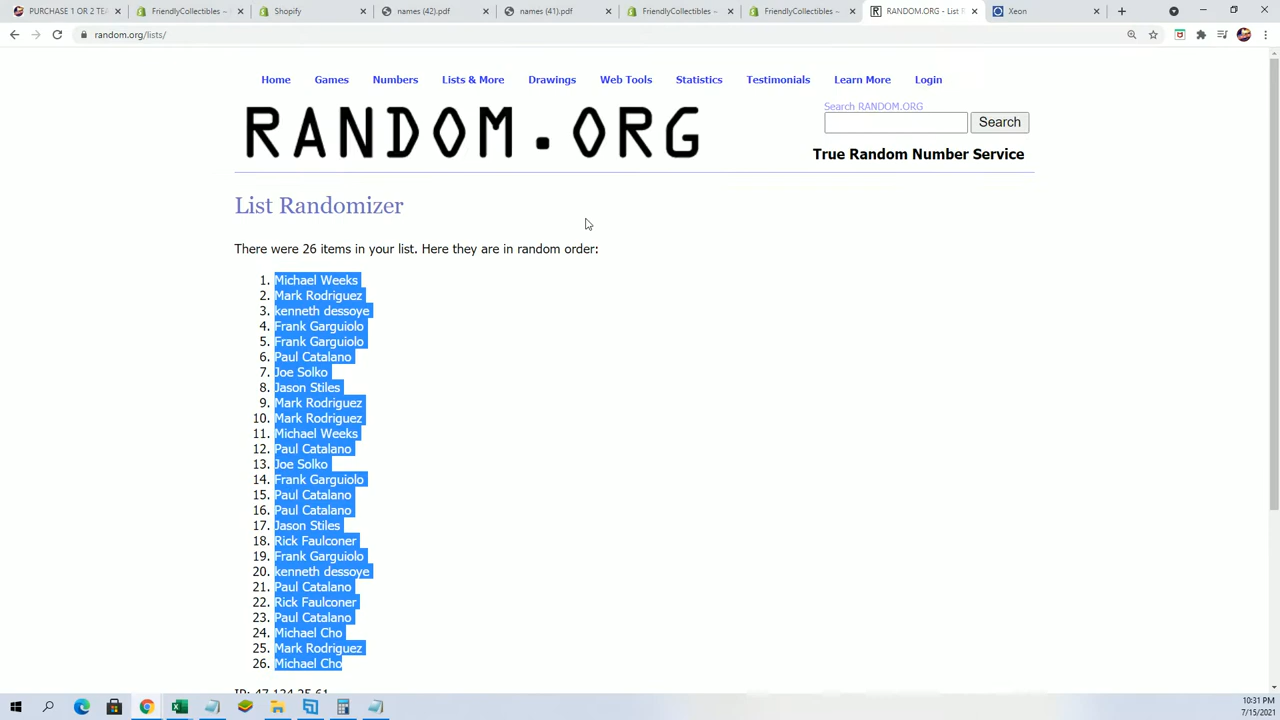 PURCHASE 1 OR 2 TEA
FriendlyCollectibles ~
Shopify
names (42).pdf
names (41).pdf
FriendlyCollectibles ~
FriendlyCollectibles ~
RANDOM.ORG - List R
Xeon
random.org/lists/
Home Games Numbers Lists & More Drawings Web Tools Statistics Testimonials Learn More Login
RANDOM.ORG
Search RANDOM.ORG
Search
True Random Number Service
List Randomizer
There were 26 items in your list. Here they are in random order:
1. Michael Weeks
2. Mark Rodriguez
3. kenneth dessoye
4. Frank Garguiolo
5. Frank Garguiolo
6. Paul Catalano
7. Joe Solko
8. Jason Stiles
9. Mark Rodriguez
10. Mark Rodriguez
11. Michael Weeks
12. Paul Catalano
13. Joe Solko
14. Frank Garguiolo
15. Paul Catalano
16. Paul Catalano
17. Jason Stiles
18. Rick Faulconer
19. Frank Garguiolo
20. kenneth dessoye
21. Paul Catalano
22. Rick Faulconer
23. Paul Catalano
24. Michael Cho
25. Mark Rodriguez
26. Michael Cho
10:31 PM
7/15/2021